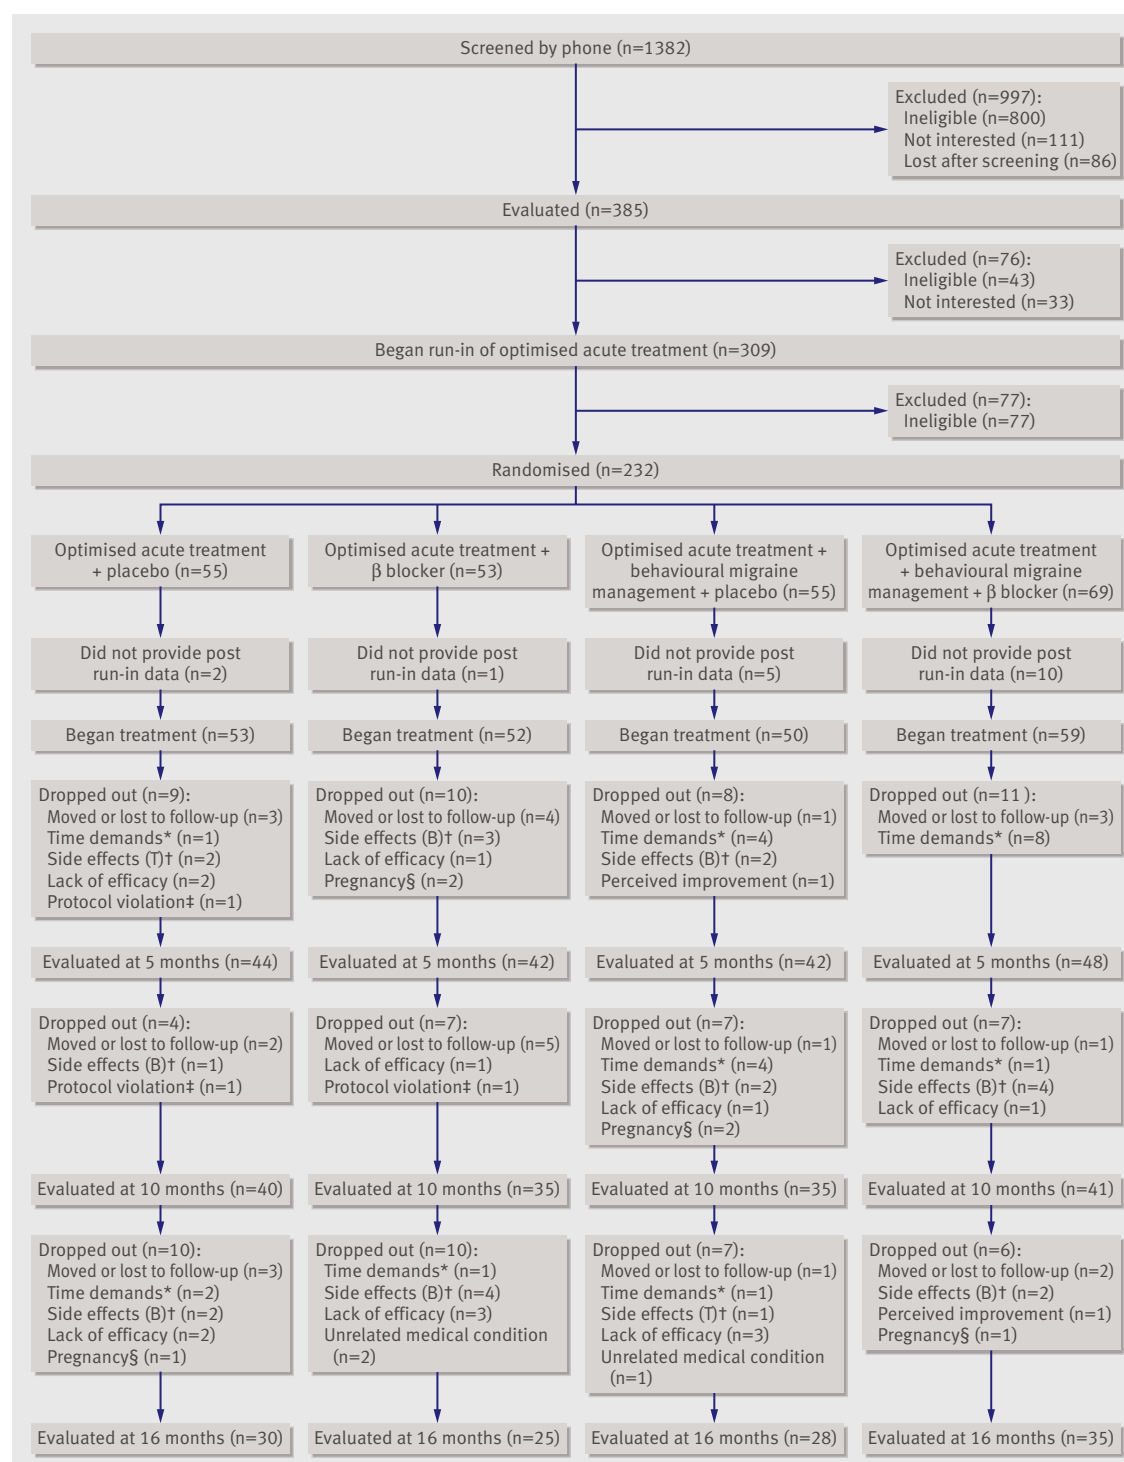 Screened by phone (n=1382)
Excluded (n=997):
Ineligible (n=800)
Not interested (n=111)
Lost after screening (n=86)
Evaluated (n=385)
Excluded (n=76):
Ineligible (n=43)
Not interested (n=33)
Began run-in of optimised acute treatment (n=309)
Excluded (n=77):
Ineligible (n=77)
Randomised (n=232)
Optimised acute treatment
+ placebo (n=55)
Optimised acute treatment +
β blocker (n=53)
Optimised acute treatment +
behavioural migraine
management + placebo (n=55)
Optimised acute treatment
+ behavioural migraine
management + β blocker (n=69)
Did not provide post
run-in data (n=2)
Did not provide post
run-in data (n=1)
Did not provide post
run-in data (n=5)
Did not provide post
run-in data (n=10)
Began treatment (n=53)
Began treatment (n=52)
Began treatment (n=50)
Began treatment (n=59)
Dropped out (n=9):
Moved or lost to follow-up (n=3)
Time demands* (n=1)
Side effects (T)† (n=2)
Lack of efficacy (n=2)
Protocol violation‡ (n=1)
Dropped out (n=10):
Moved or lost to follow-up (n=4)
Side effects (B)† (n=3)
Lack of efficacy (n=1)
Pregnancy§ (n=2)
Dropped out (n=8):
Moved or lost to follow-up (n=1)
Time demands* (n=4)
Side effects (B)† (n=2)
Perceived improvement (n=1)
Dropped out (n=11 ):
Moved or lost to follow-up (n=3)
Time demands* (n=8)
Evaluated at 5 months (n=44)
Evaluated at 5 months (n=42)
Evaluated at 5 months (n=42)
Evaluated at 5 months (n=48)
Dropped out (n=4):
Moved or lost to follow-up (n=2)
Side effects (B)† (n=1)
Protocol violation‡ (n=1)
Dropped out (n=7):
Moved or lost to follow-up (n=5)
Lack of efficacy (n=1)
Protocol violation‡ (n=1)
Dropped out (n=7):
Moved or lost to follow-up (n=1)
Time demands* (n=4)
Side effects (B)† (n=2)
Lack of efficacy (n=1)
Pregnancy§ (n=2)
Dropped out (n=7):
Moved or lost to follow-up (n=1)
Time demands* (n=1)
Side effects (B)† (n=4)
Lack of efficacy (n=1)
Evaluated at 10 months (n=40)
Evaluated at 10 months (n=35)
Evaluated at 10 months (n=35)
Evaluated at 10 months (n=41)
Dropped out (n=10):
Moved or lost to follow-up (n=3)
Time demands* (n=2)
Side effects (B)† (n=2)
Lack of efficacy (n=2)
Pregnancy§ (n=1)
Dropped out (n=10):
Time demands* (n=1)
Side effects (B)† (n=4)
Lack of efficacy (n=3)
Unrelated medical condition
(n=2)
Dropped out (n=7):
Moved or lost to follow-up (n=1)
Time demands* (n=1)
Side effects (T)† (n=1)
Lack of efficacy (n=3)
Unrelated medical condition
(n=1)
Dropped out (n=6):
Moved or lost to follow-up (n=2)
Side effects (B)† (n=2)
Perceived improvement (n=1)
Pregnancy§ (n=1)
Evaluated at 16 months (n=30)
Evaluated at 16 months (n=25)
Evaluated at 16 months (n=28)
Evaluated at 16 months (n=35)